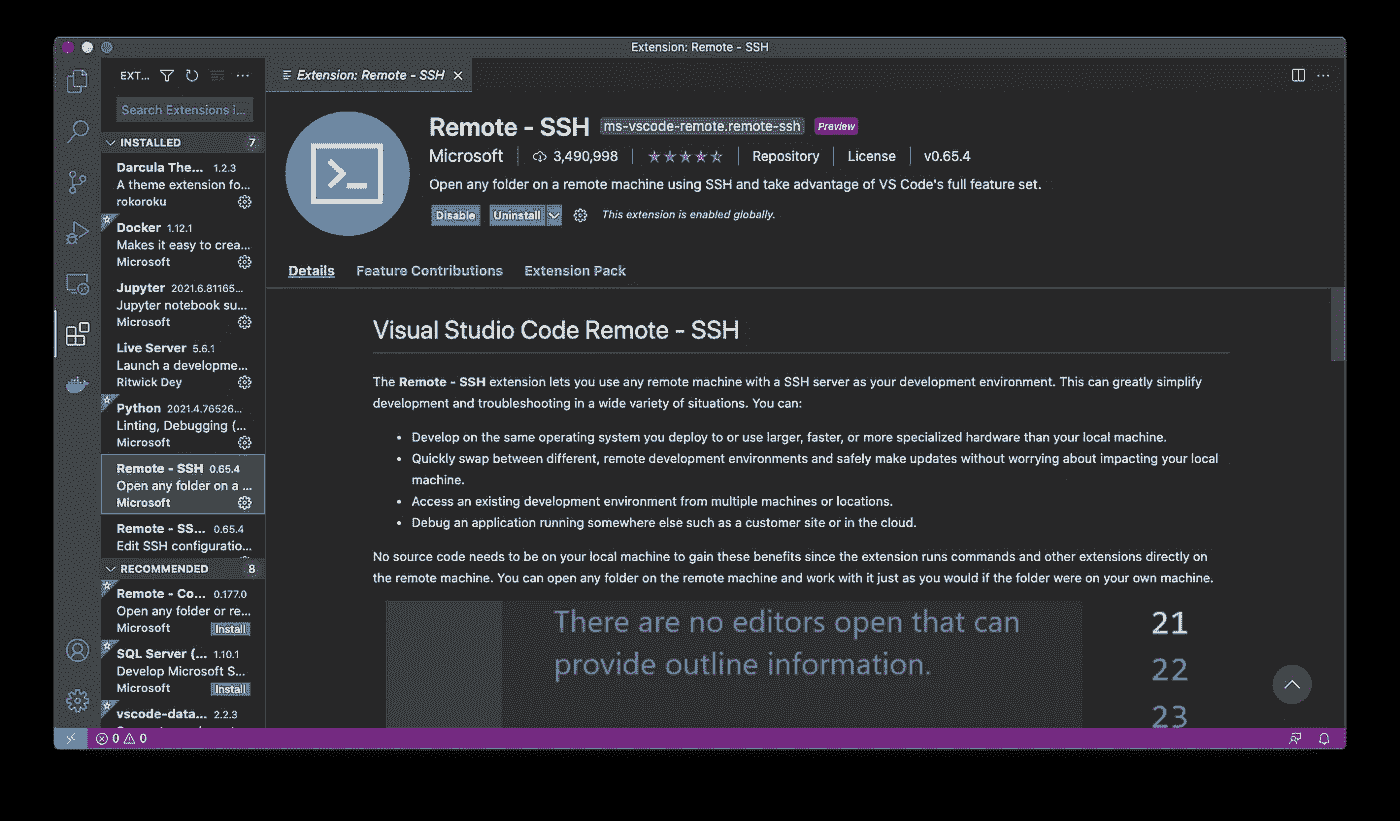 Extension: Remote - SSH
EXT...
Extension: Remote - SSH
Search Extensions i...
INSTALLED 7
Darcula The... 1.2.3
A theme extension fo...
rokoroku
Docker 1.12.1
Makes it easy to crea...
Microsoft
Jupyter 2021.6.81165...
Jupyter notebook su...
Microsoft
Live Server 5.6.1
Launch a developme...
Ritwick Dey
Python 2021.4.76526...
Linting, Debugging (...
Microsoft
Remote - SSH 0.65.4
Open any folder on a ...
Microsoft
Remote - SS... 0.65.4
Edit SSH configuratio...
RECOMMENDED 8
Remote - Co... 0.177.0
Open any folder or re...
Microsoft Install
SQL Server (... 1.10.1
Develop Microsoft S...
Microsoft Install
vscode-data... 2.2.3
Remote - SSH ms-vscode-remote.remote-ssh Preview
Microsoft 3,490,998 Repository License v0.65.4
Open any folder on a remote machine using SSH and take advantage of VS Code's full feature set.
Disable Uninstall This extension is enabled globally.
Details Feature Contributions Extension Pack
Visual Studio Code Remote - SSH
The Remote - SSH extension lets you use any remote machine with a SSH server as your development environment. This can greatly simplify
development and troubleshooting in a wide variety of situations. You can:
• Develop on the same operating system you deploy to or use larger, faster, or more specialized hardware than your local machine.
• Quickly swap between different, remote development environments and safely make updates without worrying about impacting your local
machine.
• Access an existing development environment from multiple machines or locations.
• Debug an application running somewhere else such as a customer site or in the cloud.
No source code needs to be on your local machine to gain these benefits since the extension runs commands and other extensions directly on
the remote machine. You can open any folder on the remote machine and work with it just as you would if the folder were on your own machine.
There are no editors open that can
provide outline information.
21
22
23
0 0